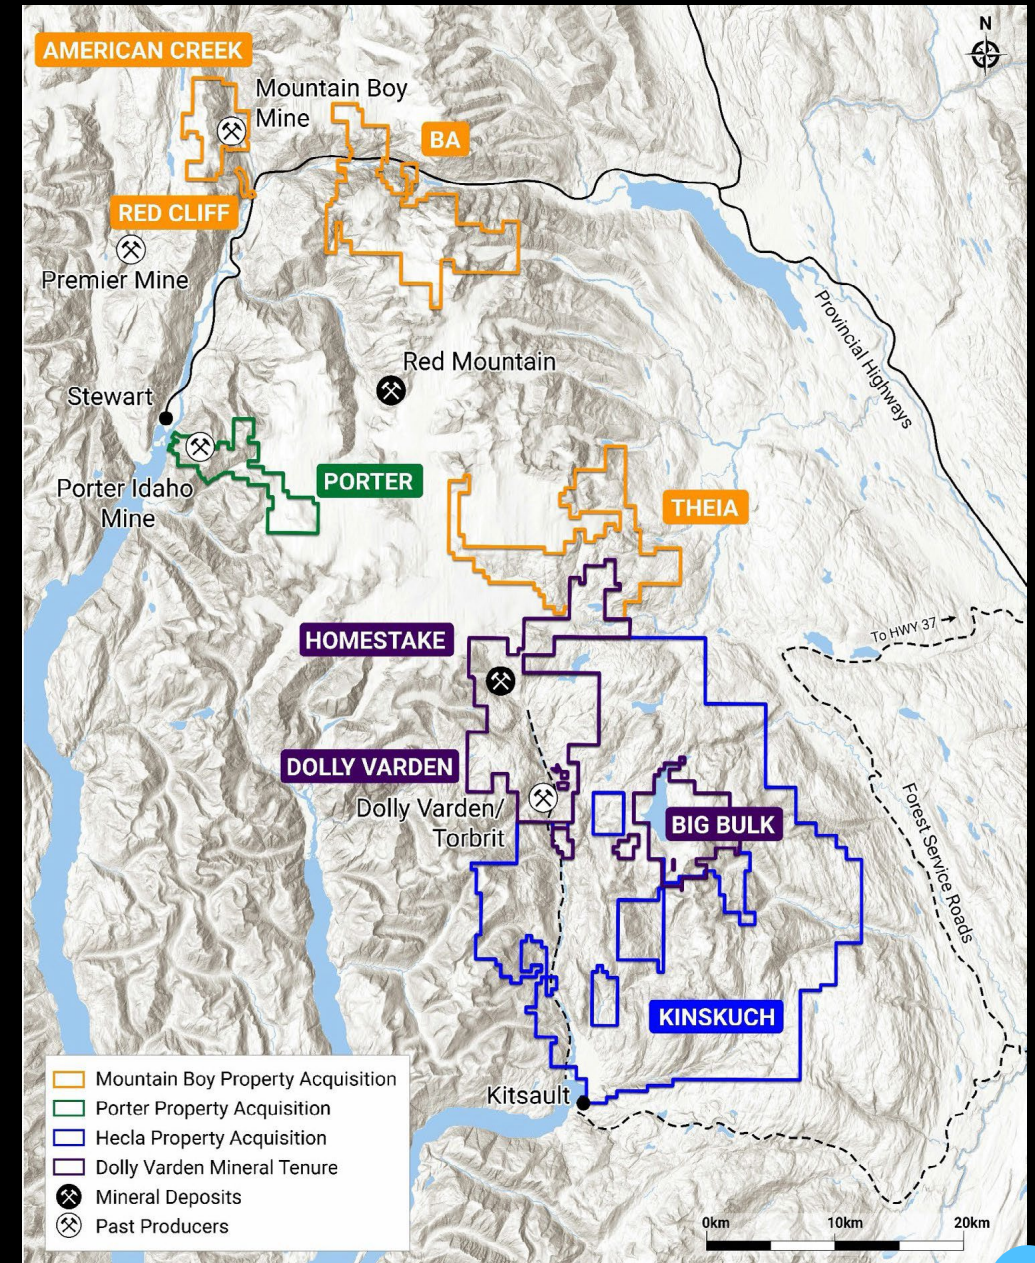 N
AMERICAN CREEK
Mountain Boy
Mine
BA
RED CLIFF
Premier Mine
Provincial Highways
Red Mountain
Stewart
PORTER
Porter Idaho
Mine
THEIA
HOMESTAKE
To HWY 37
DOLLY VARDEN
Dolly Varden/
Torbrit
BIG BULK
Forest Service Roads
KINSKUCH
Kitsault
Mountain Boy Property Acquisition
Porter Property Acquisition
Hecla Property Acquisition
Dolly Varden Mineral Tenure
Mineral Deposits
Past Producers
0km 10km 20km